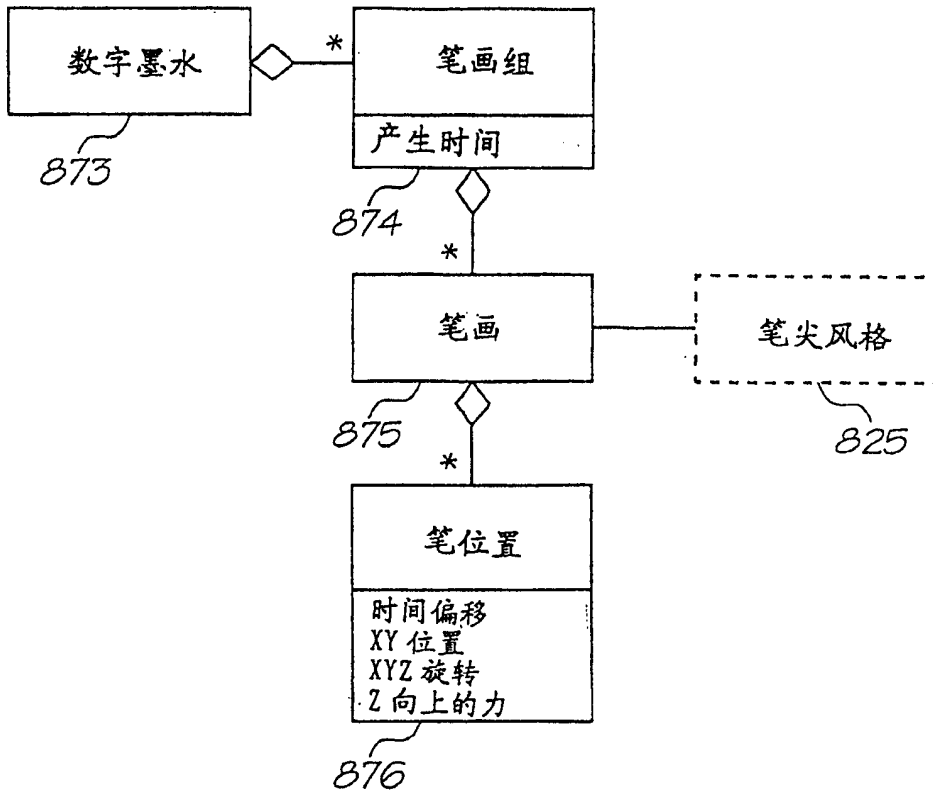 数字墨水
*
笔画组
产生时间
873
874
*
笔画
笔尖风格
875
825
*
笔位置
时间偏移
XY 位置
XYZ 旋转
Z 向上的力
876